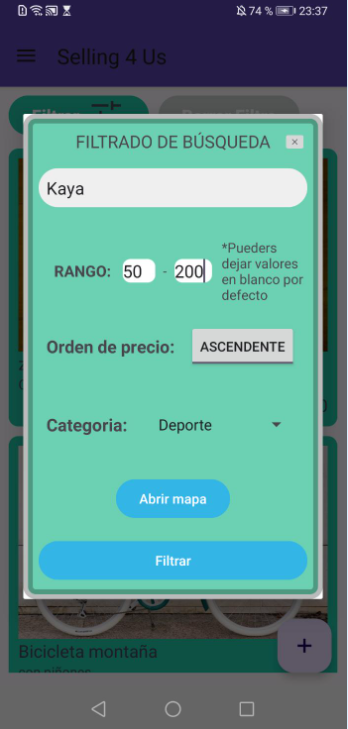 74 % 23:37
Selling 4 Us
Filtrar
FILTRADO DE BÚSQUEDA
Kaya
RANGO: 50 - 200
*Pueders
dejar valores
en blanco por
defecto
Orden de precio: ASCENDENTE
Categoria: Deporte
Abrir mapa
Filtrar
Bicicleta montaña
+